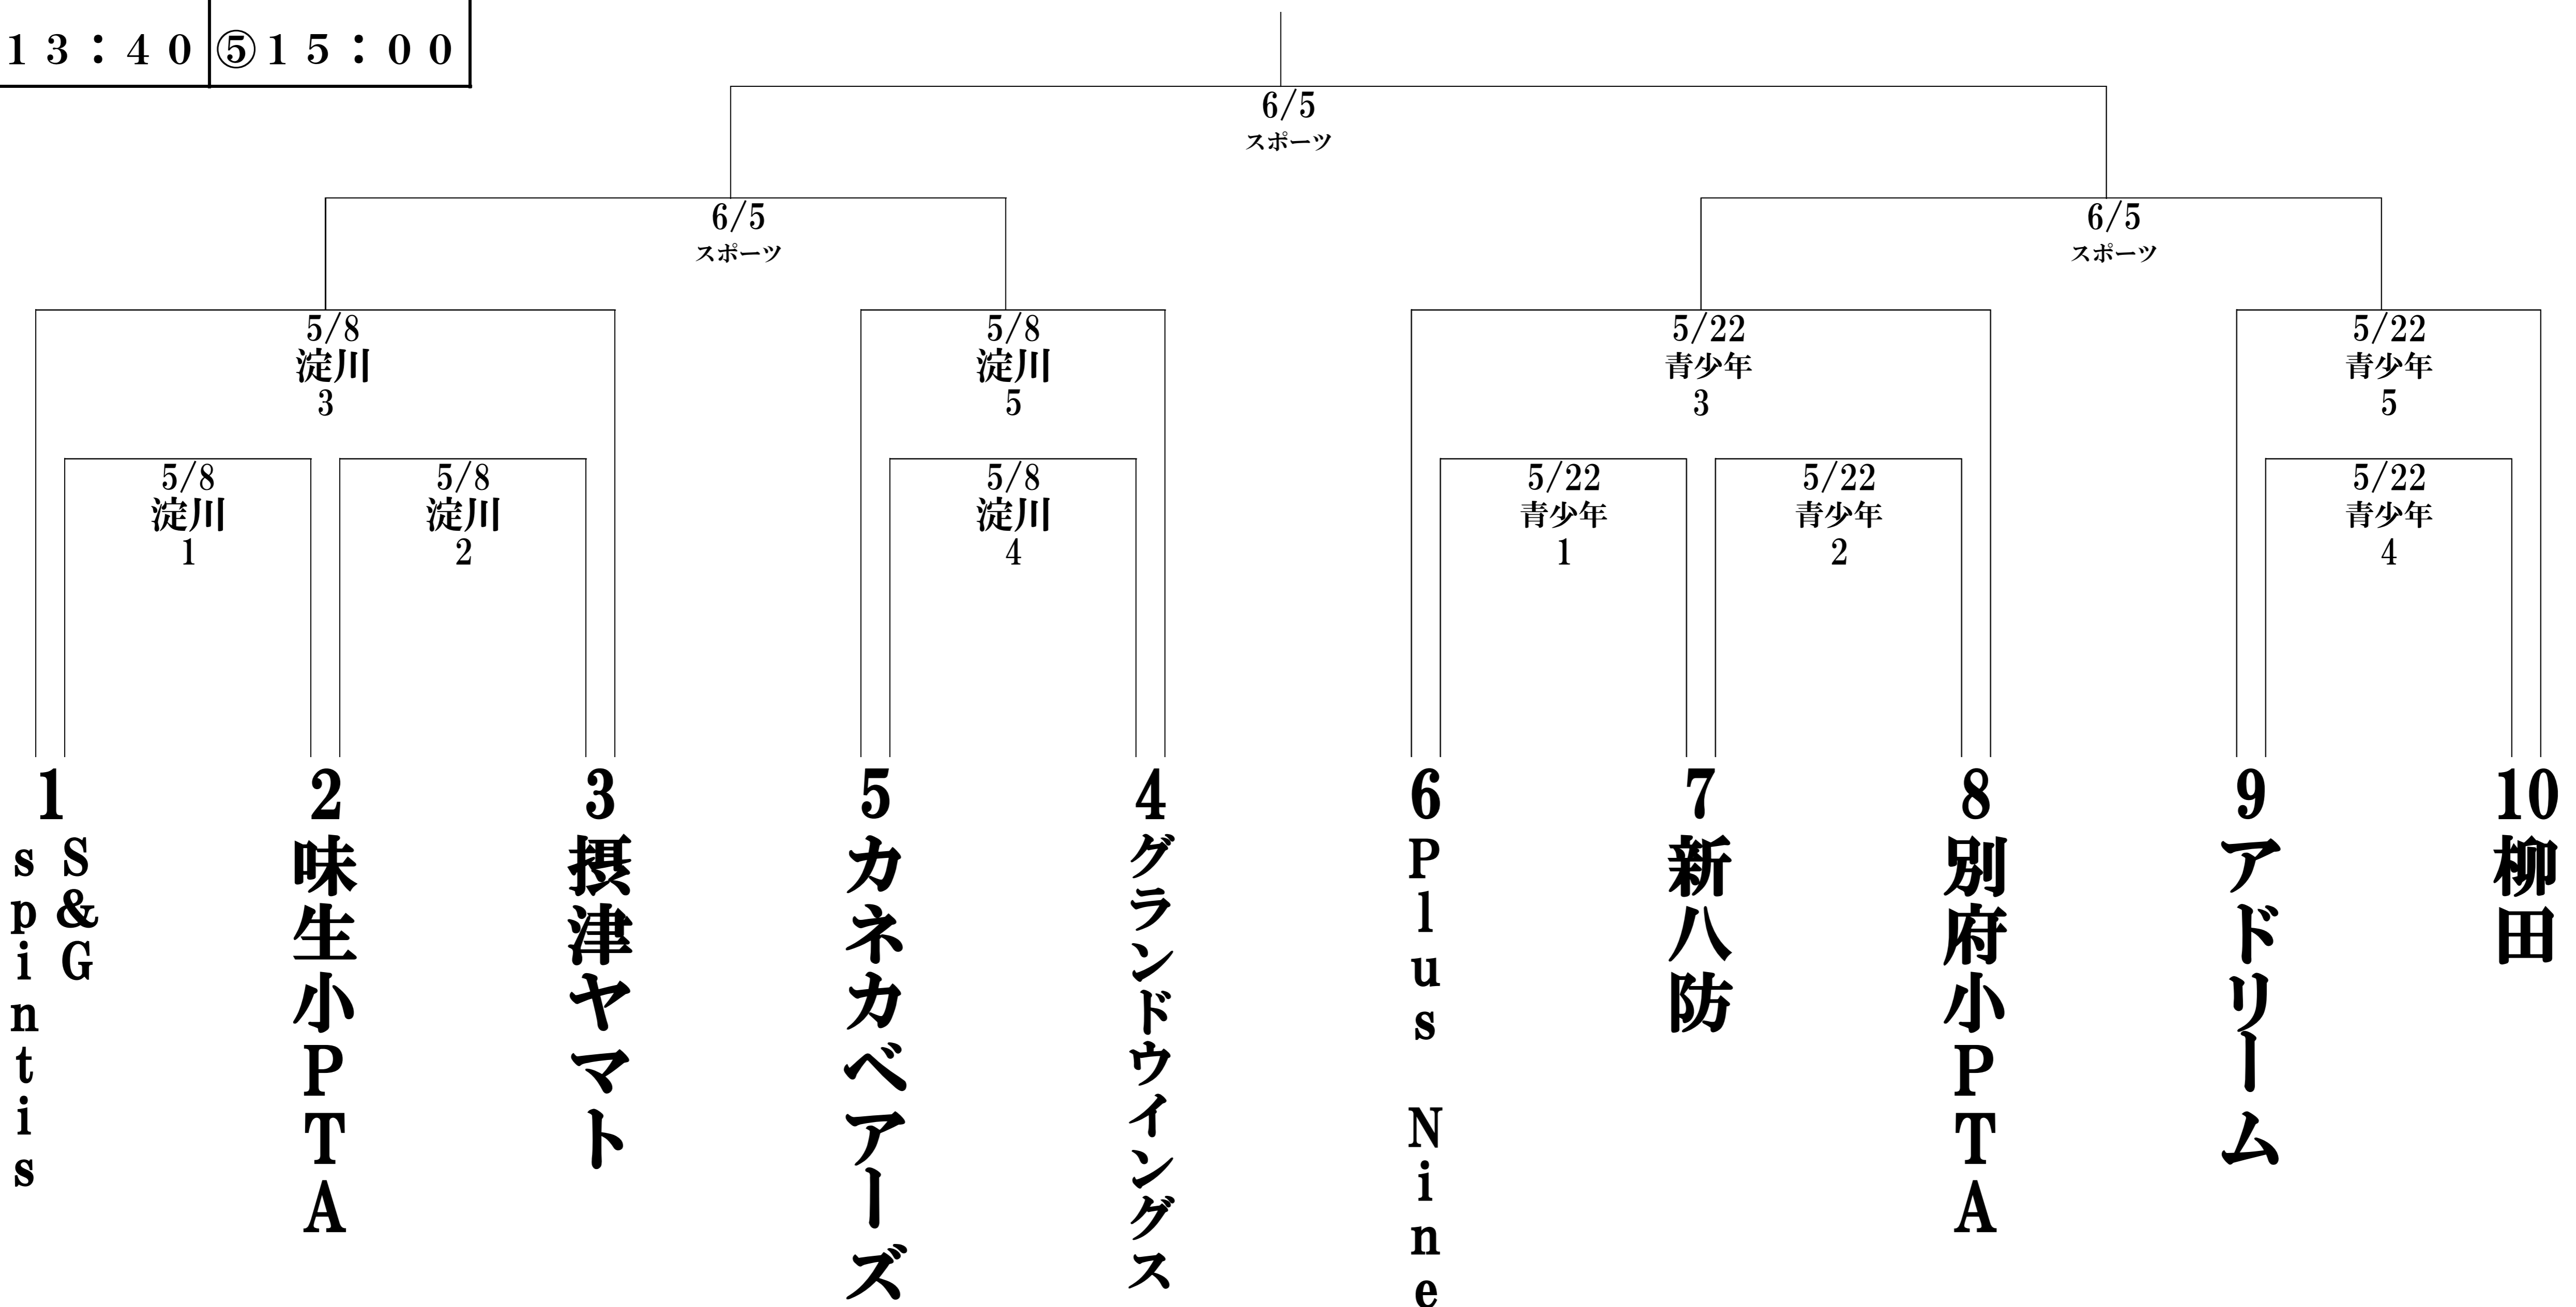 13：40
⑤15：00
6/5
スポーツ
6/5
スポーツ
6/5
スポーツ
5/8
淀川
3
5/8
淀川
5
5/22
青少年
3
5/22
青少年
5
5/8
淀川
1
5/8
淀川
2
5/8
淀川
4
5/22
青少年
1
5/22
青少年
2
5/22
青少年
4
1
S&G
spintis
2
味生小PTA
3
摂津ヤマト
5
カネカベアーズ
4
グランドウイングス
6
Plus Nine
7
新八防
8
別府小PTA
9
アドリーム
10
柳田